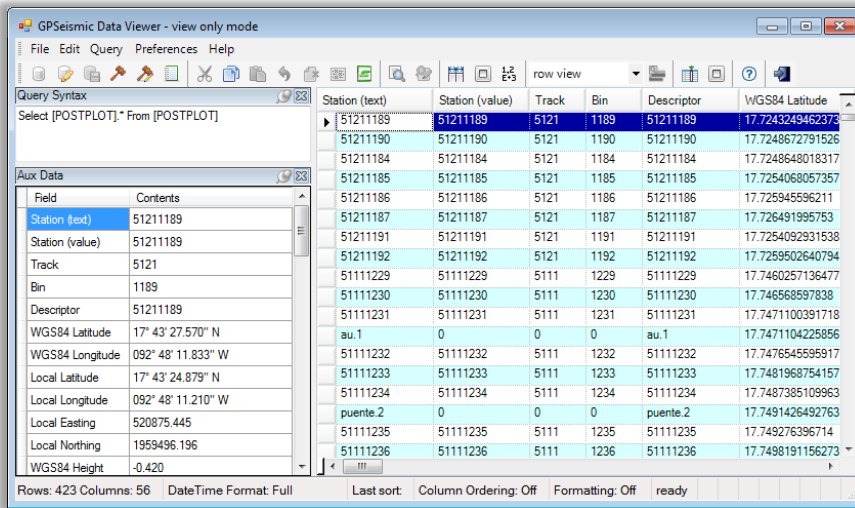 GPSeismic Data Viewer - view only mode
File Edit Query Preferences Help
1,2 E+3 row view
Query Syntax
Select [POSTPLOT].* From [POSTPLOT]
Aux Data
Field Contents
Station (text) 51211189
Station (value) 51211189
Track 5121
Bin 1189
Descriptor 51211189
WGS84 Latitude 17° 43' 27.570" N
WGS84 Longitude 092° 48' 11.833" W
Local Latitude 17° 43' 24.879" N
Local Longitude 092° 48' 11.210" W
Local Easting 520875.445
Local Northing 1959496.196
WGS84 Height -0.420
Station (text) Station (value) Track Bin Descriptor WGS84 Latitude
51211189 51211189 5121 1189 51211189 17.7243249462373
51211190 51211190 5121 1190 51211190 17.7248672791526
51211184 51211184 5121 1184 51211184 17.7248648018317
51211185 51211185 5121 1185 51211185 17.7254068057357
51211186 51211186 5121 1186 51211186 17.725945596211
51211187 51211187 5121 1187 51211187 17.726491995753
51211191 51211191 5121 1191 51211191 17.7254092931538
51211192 51211192 5121 1192 51211192 17.7259502640794
51111229 51111229 5111 1229 51111229 17.7460257136477
51111230 51111230 5111 1230 51111230 17.746568597838
51111231 51111231 5111 1231 51111231 17.7471100391718
au.1 0 0 0 au.1 17.7471104225856
51111232 51111232 5111 1232 51111232 17.7476545595917
51111233 51111233 5111 1233 51111233 17.7481968754157
51111234 51111234 5111 1234 51111234 17.7487385109963
puente.2 0 0 0 puente.2 17.7491426492763
51111235 51111235 5111 1235 51111235 17.749276396714
51111236 51111236 5111 1236 51111236 17.7498191156273
Rows: 423 Columns: 56 DateTime Format: Full Last sort: Column Ordering: Off Formatting: Off ready